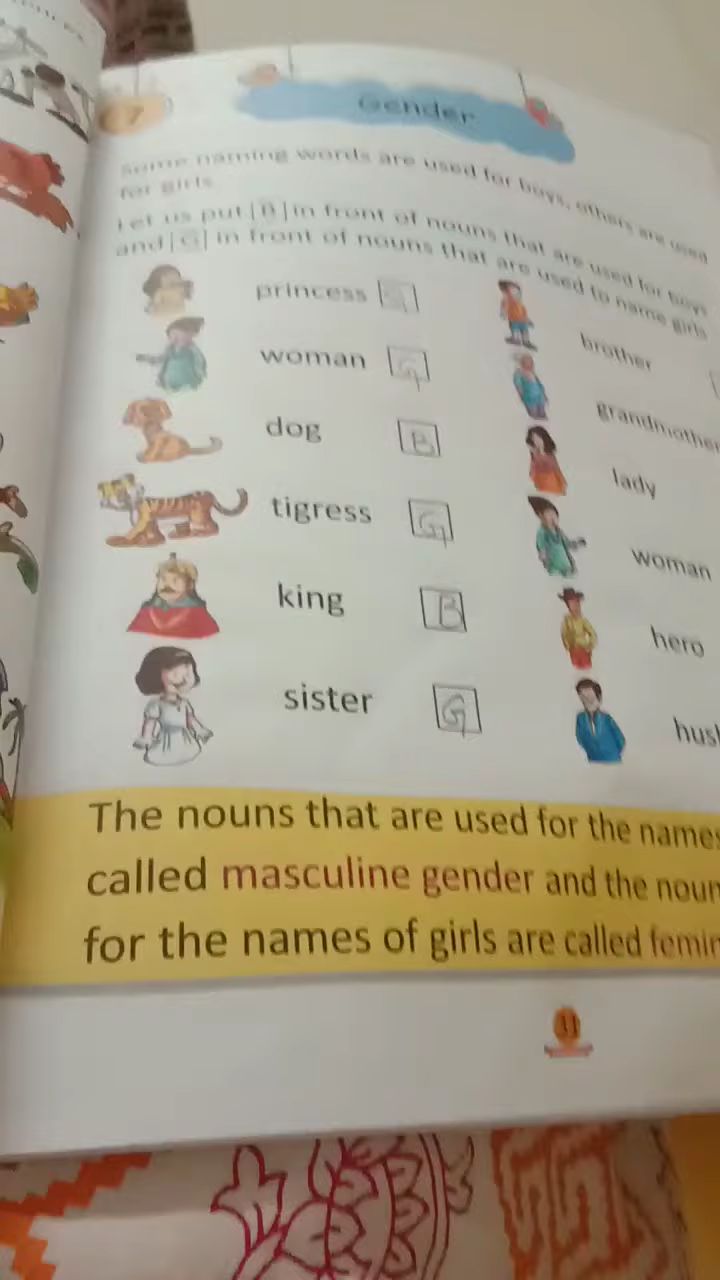 7
Gender
Some naming words are used for boys, others are used
for girls.
Let us put B in front of nouns that are used for boys
and G in front of nouns that are used to name girls
princess G
woman G
dog B
tigress G
king B
sister G
brother
grandmother
lady
woman
hero
The nouns that are used for the names
called masculine gender and the noun
for the names of girls are called femin